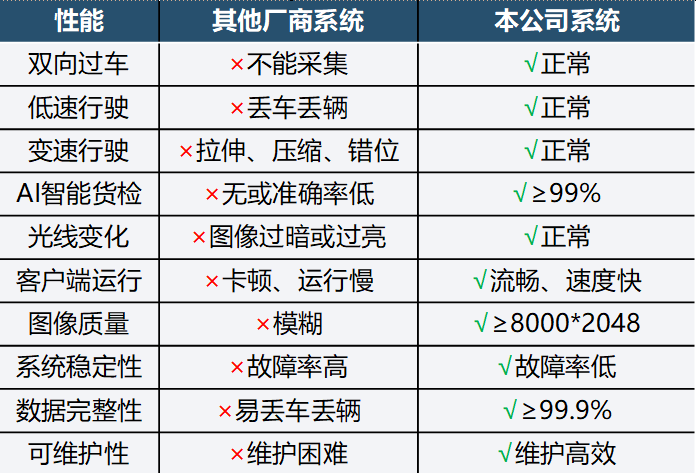 性能 其他厂商系统 本公司系统
双向过车 ×不能采集 √正常
低速行驶 ×丢车丢辆 √正常
变速行驶 ×拉伸、压缩、错位 √正常
AI智能货检 ×无或准确率低 √≥99%
光线变化 ×图像过暗或过亮 √正常
客户端运行 ×卡顿、运行慢 √流畅、速度快
图像质量 ×模糊 √≥8000*2048
系统稳定性 ×故障率高 √故障率低
数据完整性 ×易丢车丢辆 √≥99.9%
可维护性 ×维护困难 √维护高效